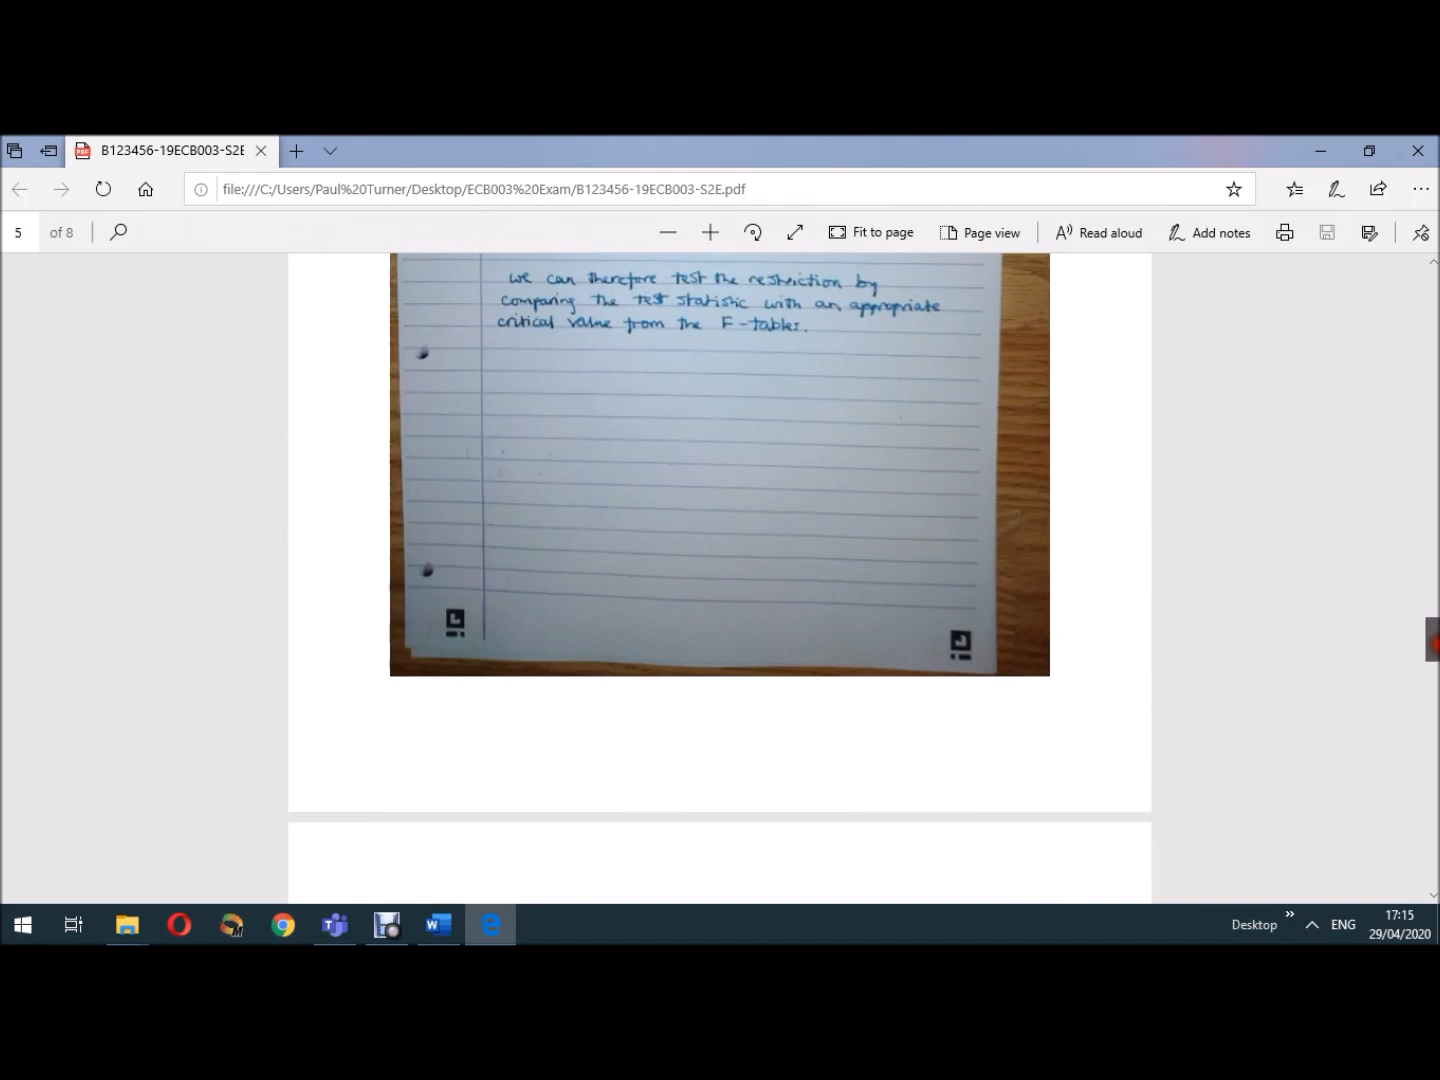 B123456-19ECB003-S2E
file:///C:/Users/Paul%20Turner/Desktop/ECB003%20Exam/B123456-19ECB003-S2E.pdf
5 of 8 Fit to page Page view Read aloud Add notes
we can therefore test the restriction by
comparing the test statistic with an appropriate
critical value from the F-tables.
Desktop ENG 17:15
29/04/2020